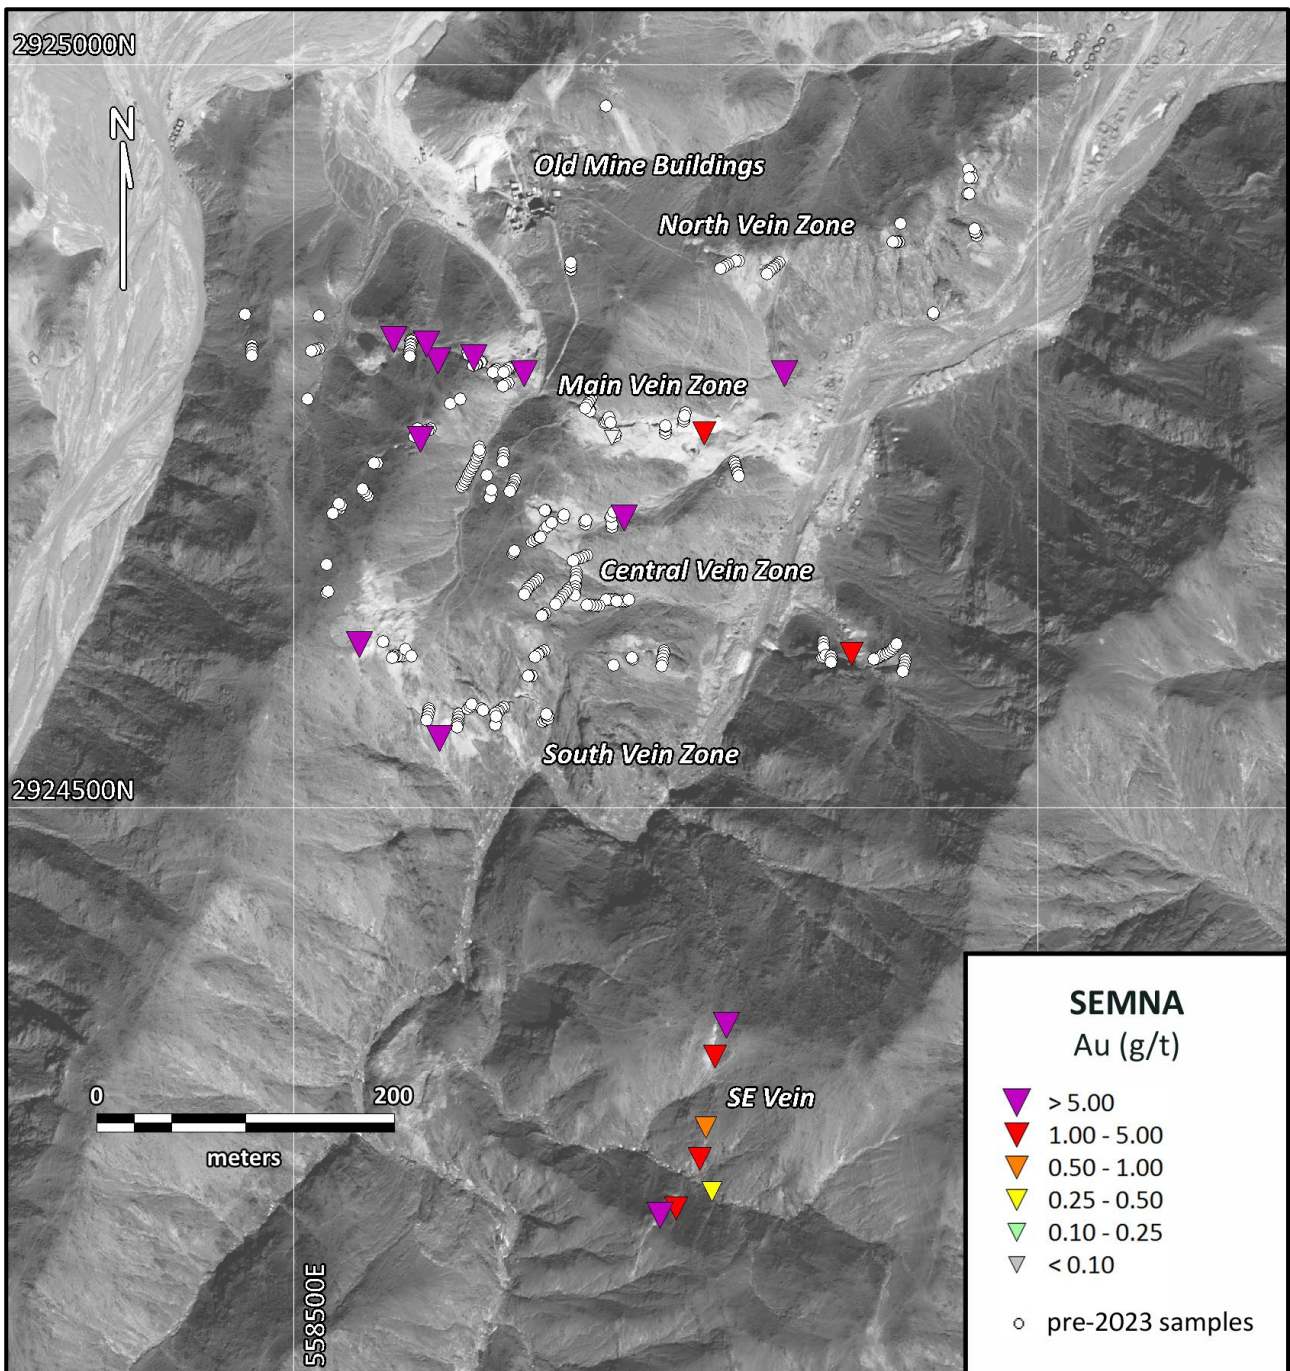 2925000N
N
Old Mine Buildings
North Vein Zone
Main Vein Zone
Central Vein Zone
South Vein Zone
2924500N
SE Vein
0 200
meters
558500E
SEMNA
Au (g/t)
> 5.00
1.00 - 5.00
0.50 - 1.00
0.25 - 0.50
0.10 - 0.25
< 0.10
pre-2023 samples